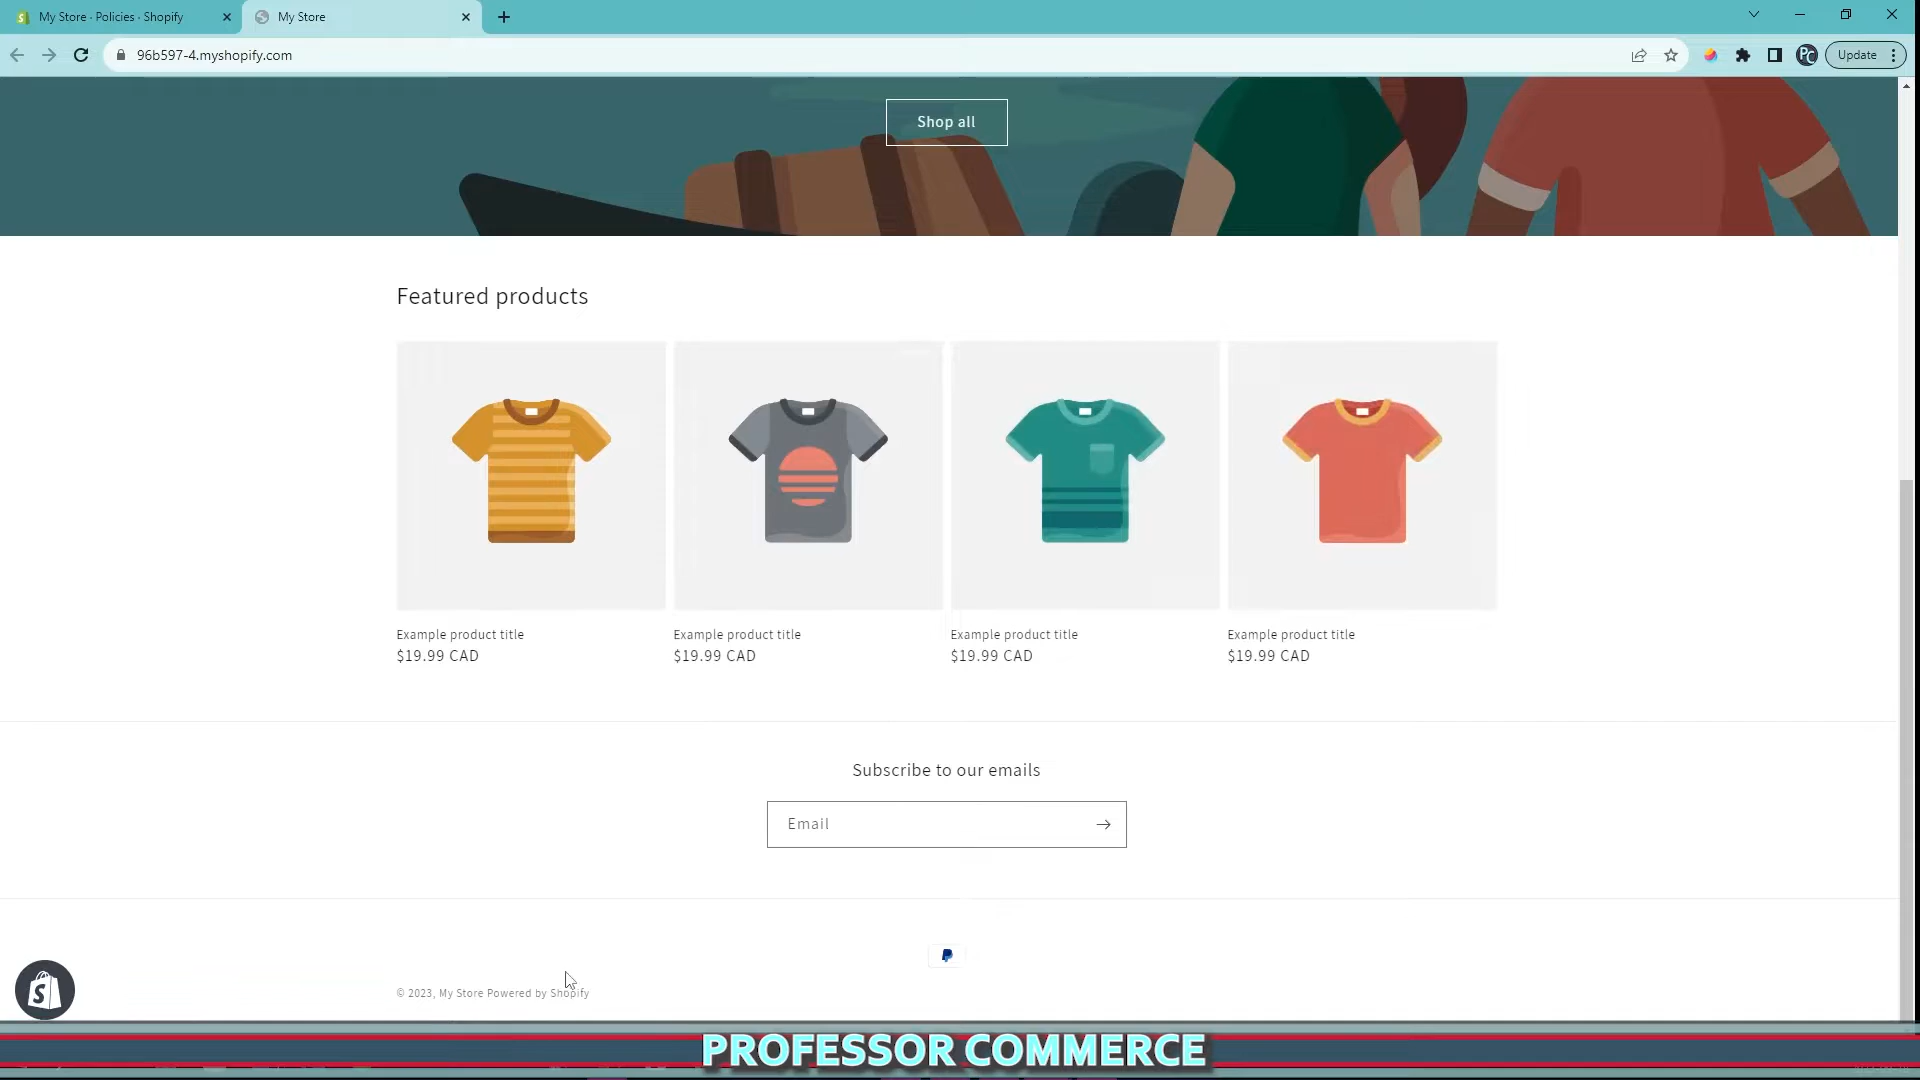 My Store · Policies · Shopify
My Store
96b597-4.myshopify.com
PC
Update
Shop all
Featured products
Example product title
$19.99 CAD
Example product title
$19.99 CAD
Example product title
$19.99 CAD
Example product title
$19.99 CAD
Subscribe to our emails
Email
© 2023, My Store Powered by Shopify
PROFESSOR COMMERCE